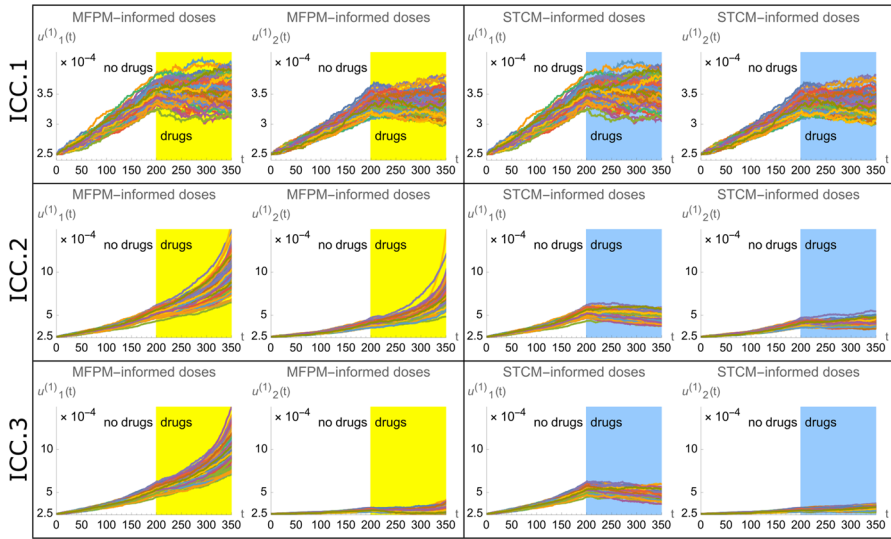 MFPM-informed doses MFPM-informed doses STCM-informed doses STCM-informed doses
u⁽¹⁾₁(t) u⁽¹⁾₂(t) u⁽¹⁾₁(t) u⁽¹⁾₂(t)
× 10⁻⁴ no drugs × 10⁻⁴ no drugs × 10⁻⁴ no drugs × 10⁻⁴ no drugs
ICC.1
3.5 3.5 3.5 3.5
3 3 3 3
drugs drugs drugs drugs
2.5 2.5 2.5 2.5
t t t t
0 50 100 150 200 250 300 350 0 50 100 150 200 250 300 350 0 50 100 150 200 250 300 350 0 50 100 150 200 250 300 350
MFPM-informed doses MFPM-informed doses STCM-informed doses STCM-informed doses
u⁽¹⁾₁(t) u⁽¹⁾₂(t) u⁽¹⁾₁(t) u⁽¹⁾₂(t)
× 10⁻⁴ no drugs drugs × 10⁻⁴ no drugs drugs × 10⁻⁴ no drugs drugs × 10⁻⁴ no drugs drugs
ICC.2
10 10 10 10
5 5 5 5
2.5 2.5 2.5 2.5
t t t t
0 50 100 150 200 250 300 350 0 50 100 150 200 250 300 350 0 50 100 150 200 250 300 350 0 50 100 150 200 250 300 350
MFPM-informed doses MFPM-informed doses STCM-informed doses STCM-informed doses
u⁽¹⁾₁(t) u⁽¹⁾₂(t) u⁽¹⁾₁(t) u⁽¹⁾₂(t)
× 10⁻⁴ no drugs drugs × 10⁻⁴ no drugs drugs × 10⁻⁴ no drugs drugs × 10⁻⁴ no drugs drugs
ICC.3
10 10 10 10
5 5 5 5
2.5 2.5 2.5 2.5
t t t t
0 50 100 150 200 250 300 350 0 50 100 150 200 250 300 350 0 50 100 150 200 250 300 350 0 50 100 150 200 250 300 350